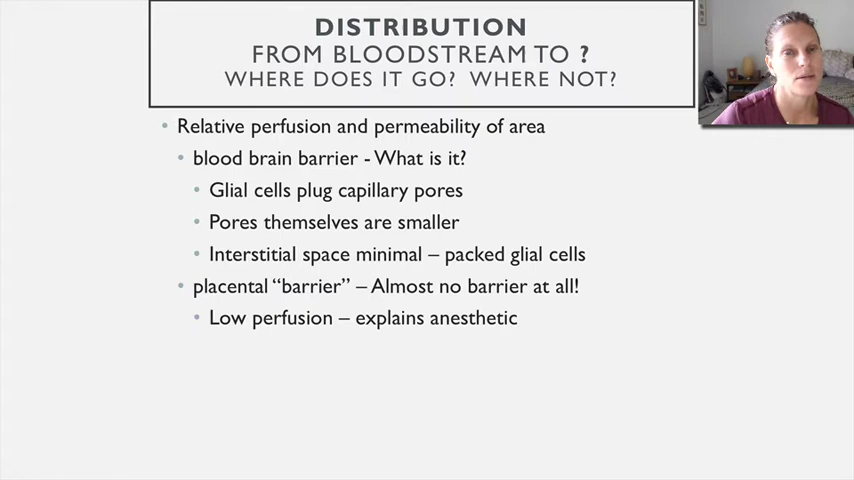 DISTRIBUTION
FROM BLOODSTREAM TO ?
WHERE DOES IT GO? WHERE NOT?
• Relative perfusion and permeability of area
• blood brain barrier - What is it?
• Glial cells plug capillary pores
• Pores themselves are smaller
• Interstitial space minimal – packed glial cells
• placental “barrier” – Almost no barrier at all!
• Low perfusion – explains anesthetic